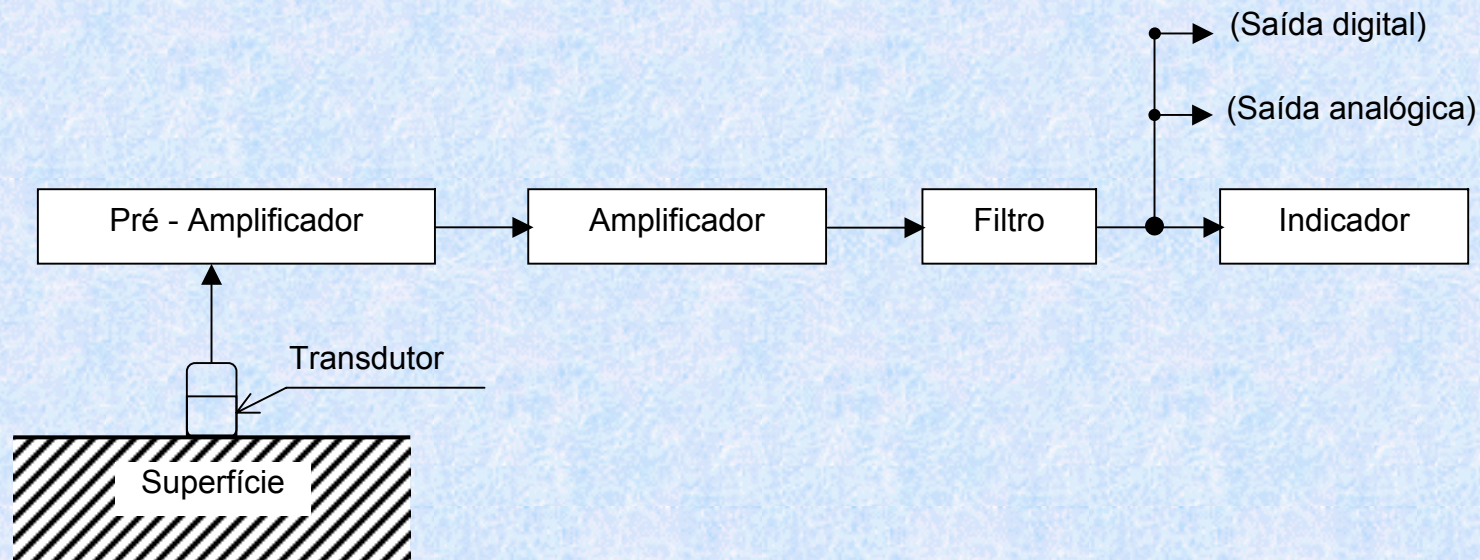 (Saída digital)
(Saída analógica)
Pré - Amplificador
Amplificador
Filtro
Indicador
Transdutor
Superfície